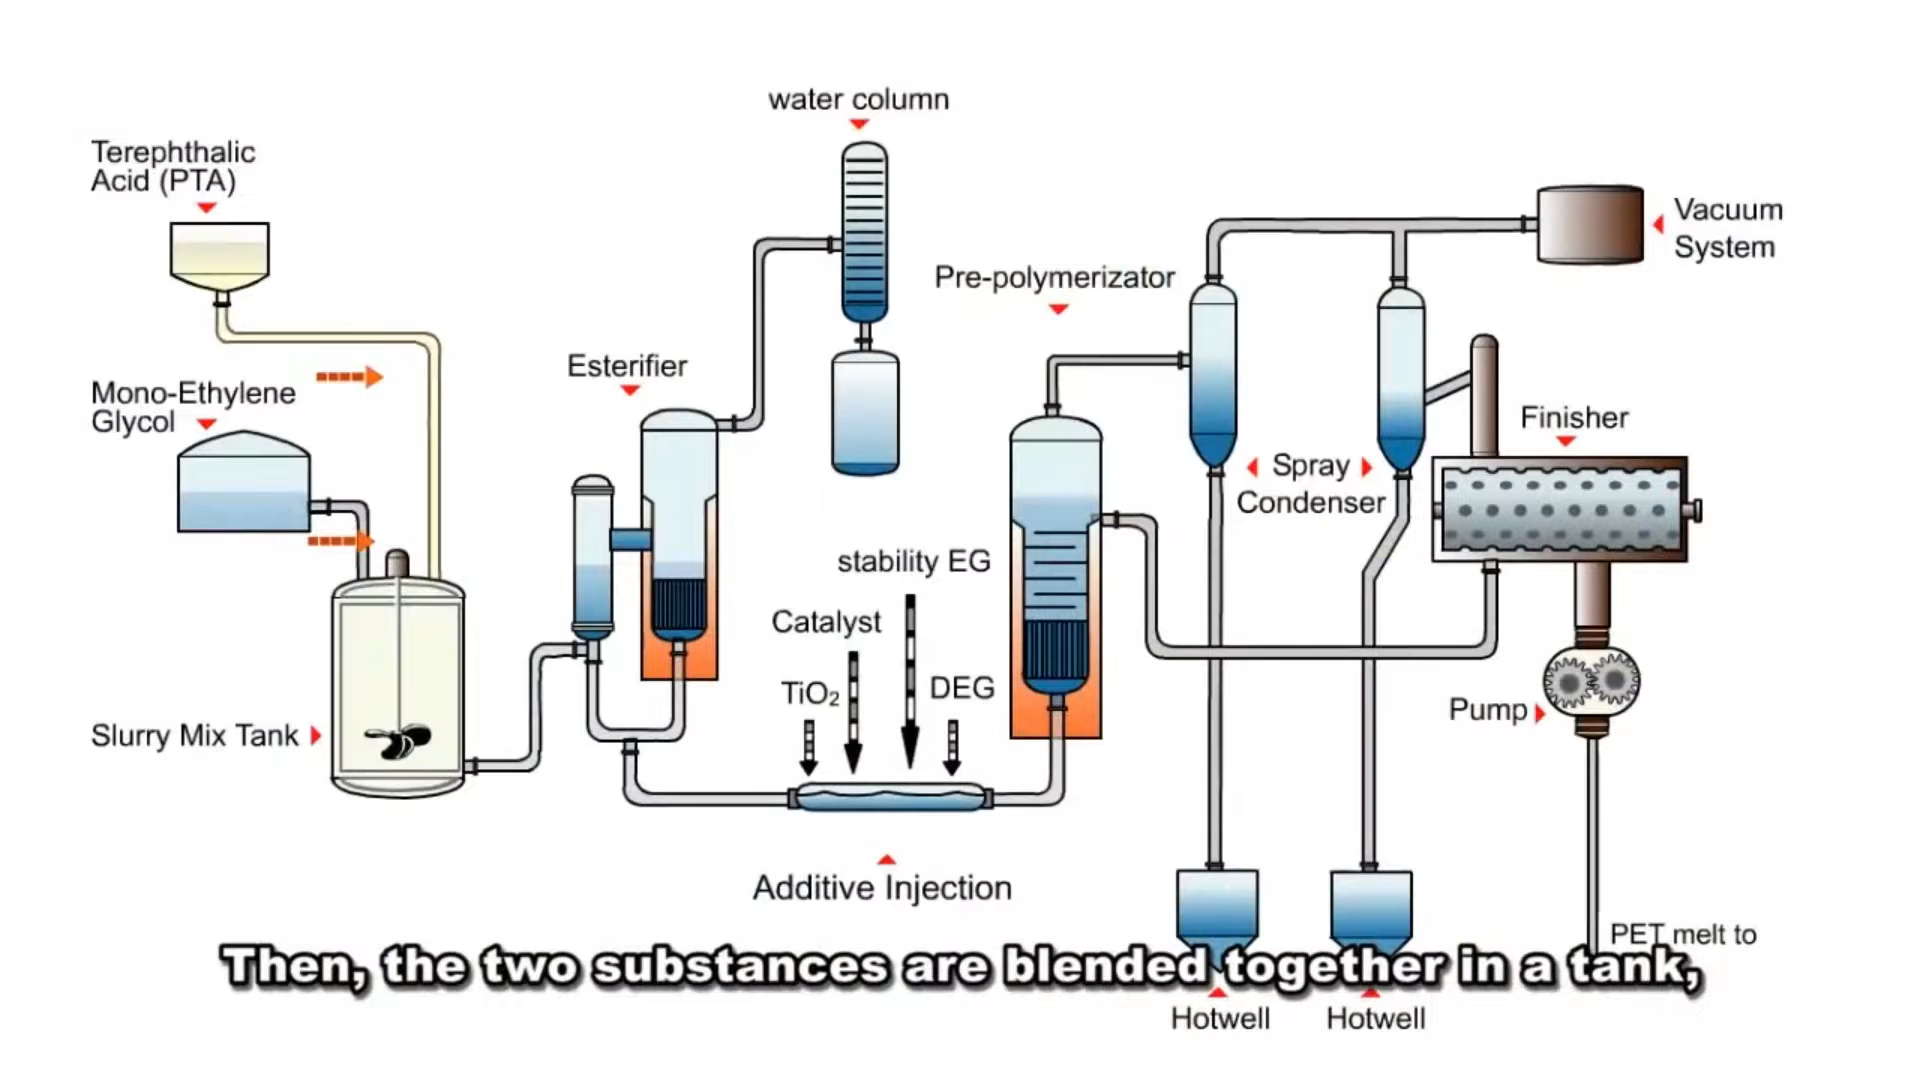 water column
Terephthalic
Acid (PTA)
Vacuum
System
Pre-polymerizator
Esterifier
Mono-Ethylene
Glycol
Finisher
Spray
Condenser
stability EG
Catalyst
TiO₂
DEG
Pump
Slurry Mix Tank
Additive Injection
PET melt to
Then, the two substances are blended together in a tank,
Hotwell
Hotwell